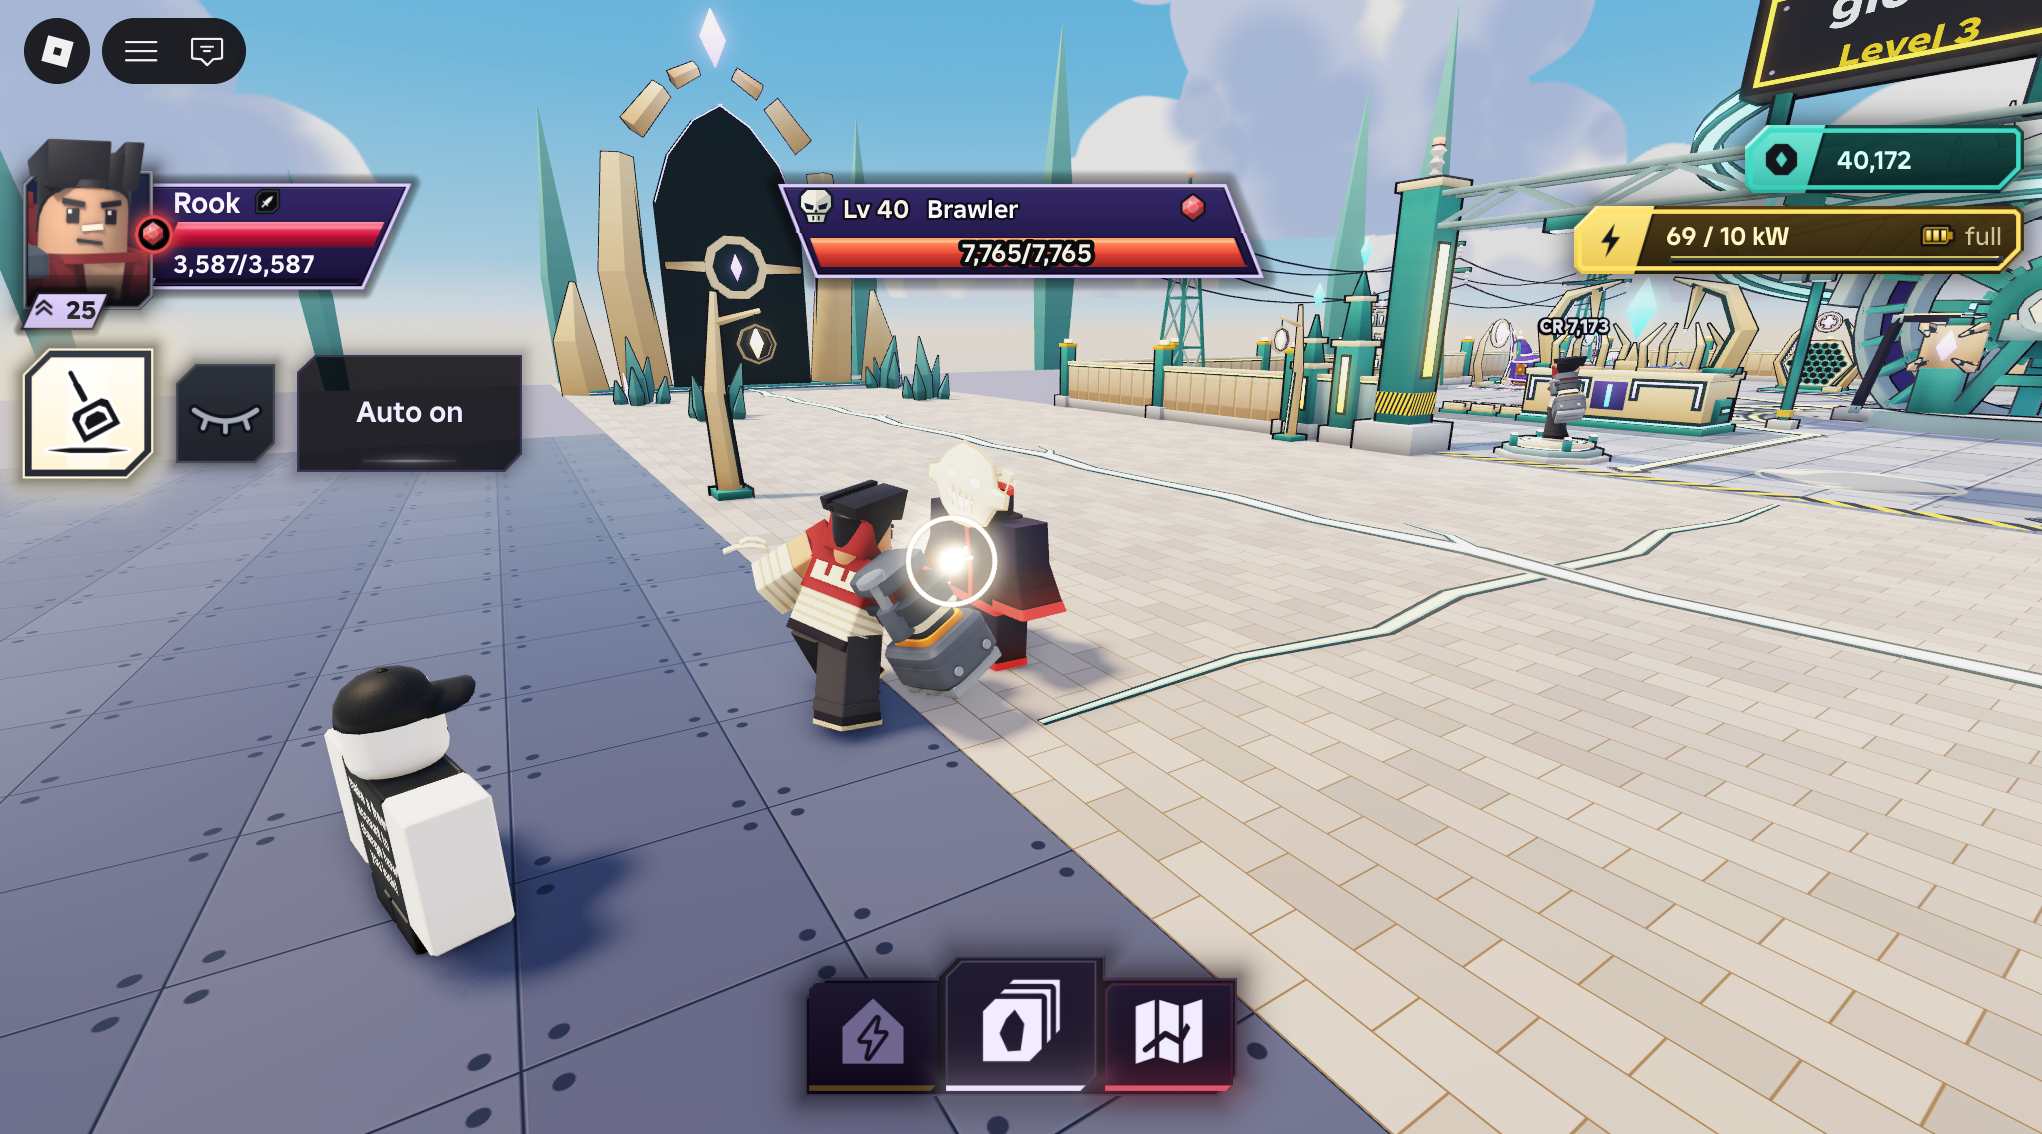 Level 3
40,172
Rook
Lv 40 Brawler
69 / 10 kW
full
7,765/7,765
3,587/3,587
25
CR 7,173
Auto on